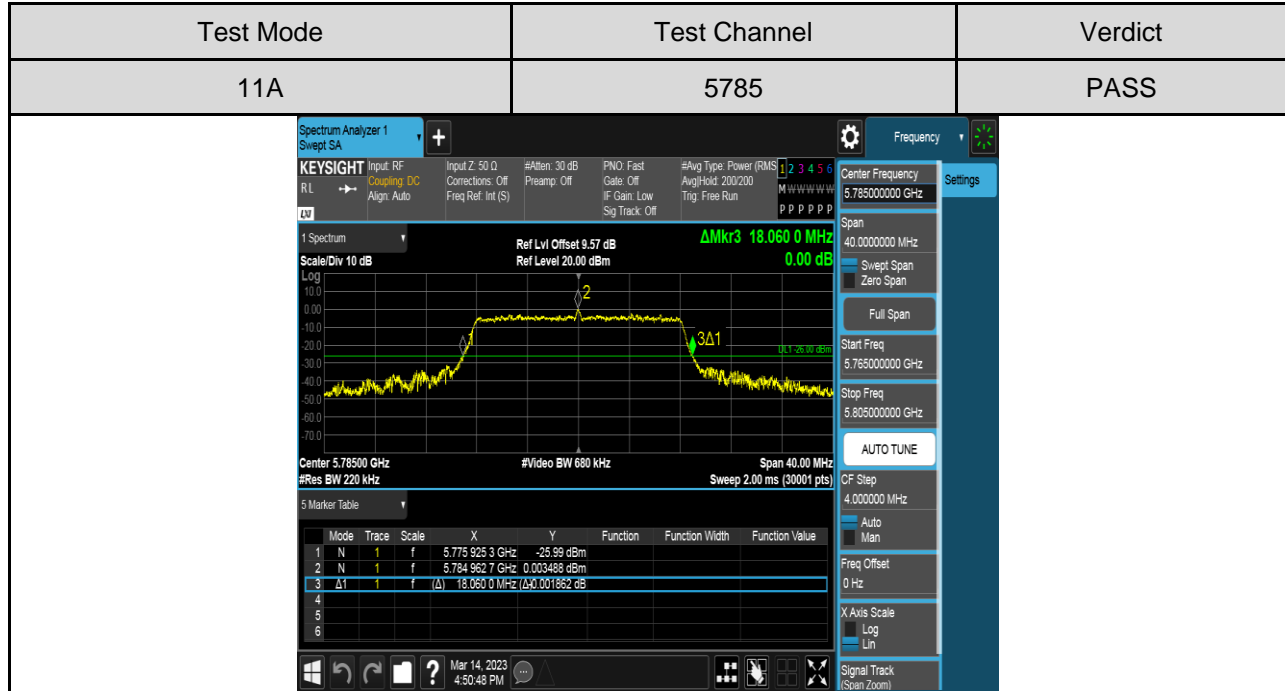 Test Mode Test Channel Verdict
11A 5785 PASS
Spectrum Analyzer 1
Swept SA
+
Frequency
KEYSIGHT Input: RF Input Z: 50 Ω #Atten: 30 dB PNO: Fast #Avg Type: Power (RMS 1 2 3 4 5 6
RL Coupling: DC Corrections: Off Preamp: Off Gate: Off Avg|Hold: 200/200 M W W W W W
Align: Auto Freq Ref: Int (S) IF Gain: Low Trig: Free Run
LXI Sig Track: Off P P P P P P
Center Frequency
5.785000000 GHz
Settings
Span
40.0000000 MHz
Swept Span
Zero Span
Full Span
Start Freq
5.765000000 GHz
Stop Freq
5.805000000 GHz
AUTO TUNE
CF Step
4.000000 MHz
Auto
Man
Freq Offset
0 Hz
X Axis Scale
Log
Lin
Signal Track
(Span Zoom)
1 Spectrum
Ref Lvl Offset 9.57 dB ΔMkr3 18.060 0 MHz
Scale/Div 10 dB Ref Level 20.00 dBm 0.00 dB
Log
10.0
0.00
-10.0
-20.0
-30.0
-40.0
-50.0
-60.0
-70.0
2
1
3Δ1
DL1 -26.00 dBm
Center 5.78500 GHz #Video BW 680 kHz Span 40.00 MHz
#Res BW 220 kHz Sweep 2.00 ms (30001 pts)
5 Marker Table
Mode Trace Scale X Y Function Function Width Function Value
1 N 1 f 5.775 925 3 GHz -25.99 dBm
2 N 1 f 5.784 962 7 GHz 0.003488 dBm
3 Δ1 1 f (Δ) 18.060 0 MHz (Δ) -0.001862 dB
4
5
6
? Mar 14, 2023
4:50:48 PM